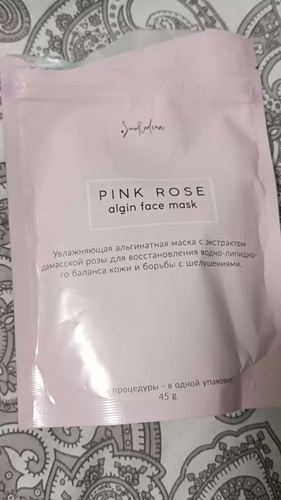 SmoRodina
PINK ROSE
algin face mask
Увлажняющая альгинатная маска с экстрактом
дамасской розы для восстановления водно-липидно-
го баланса кожи и борьбы с шелушениями.
процедуры - в одной упаковке!
45 g